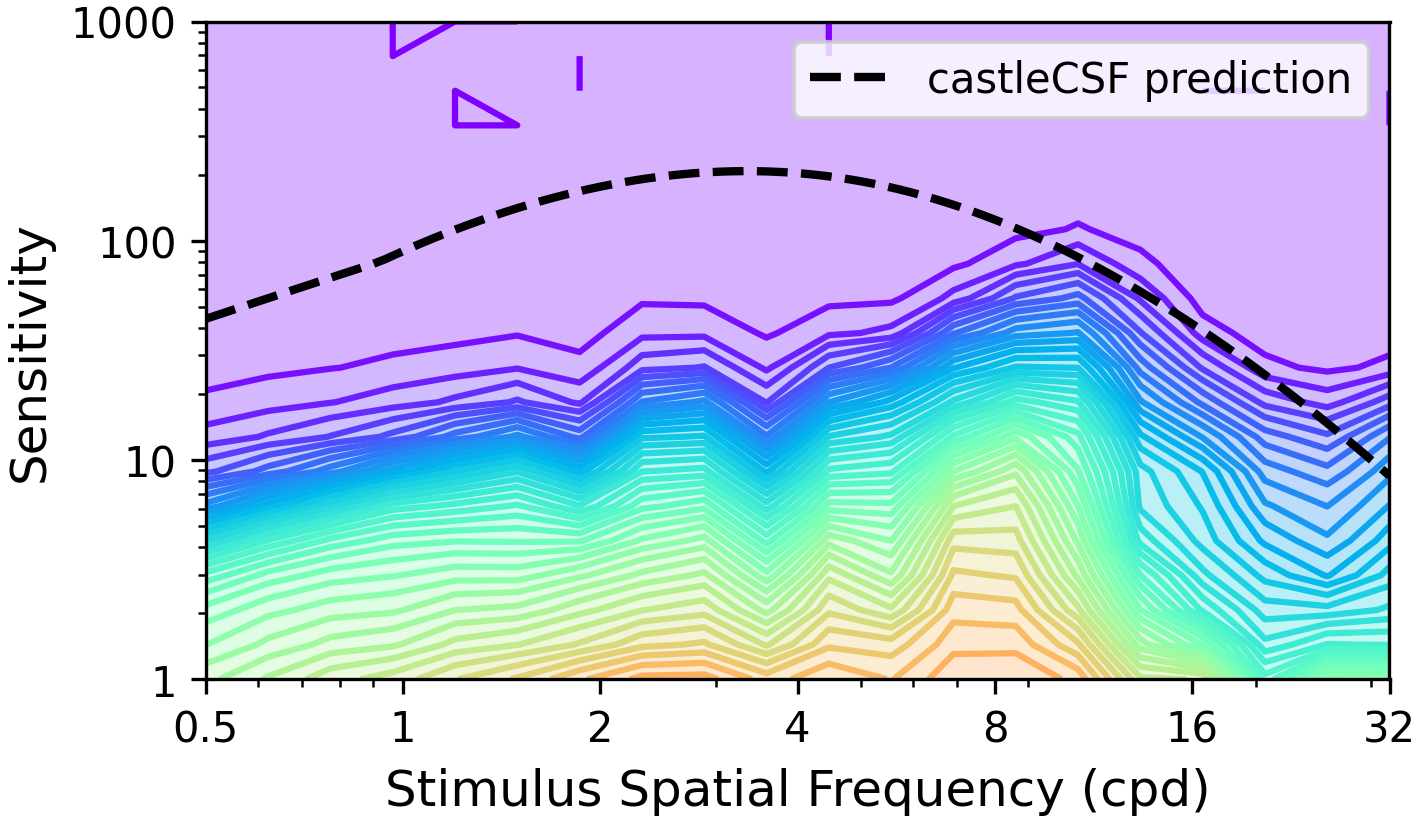 1000
100
10
1
Sensitivity
castleCSF prediction
0.5 1 2 4 8 16 32
Stimulus Spatial Frequency (cpd)